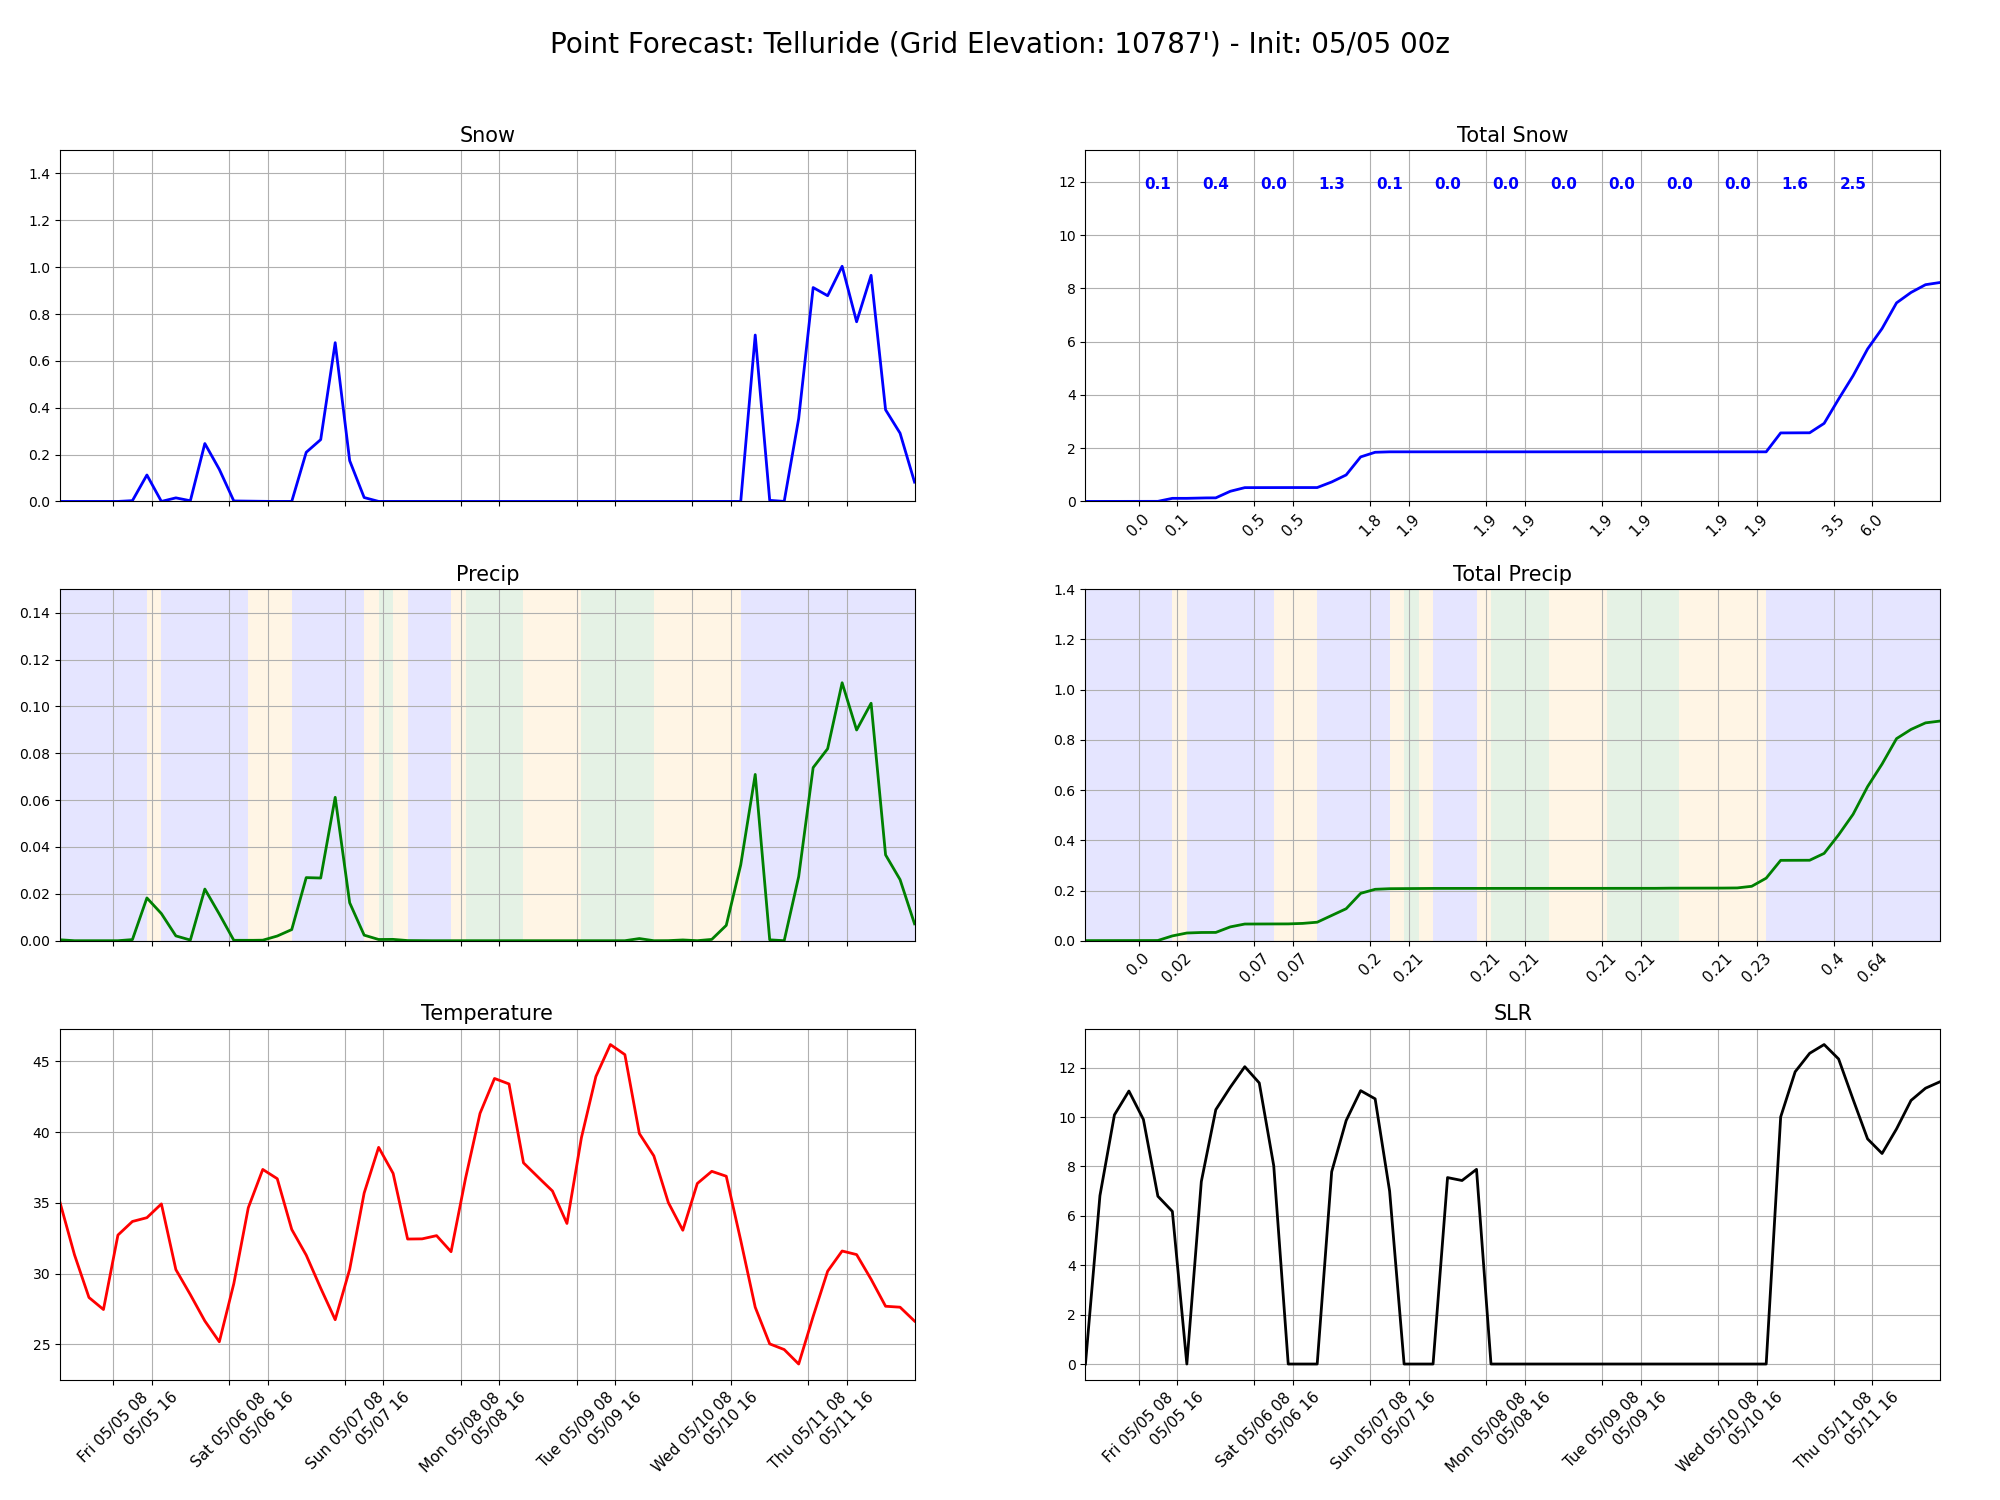 Point Forecast: Telluride (Grid Elevation: 10787') - Init: 05/05 00z
Snow
1.4
1.2
1.0
0.8
0.6
0.4
0.2
0.0
Total Snow
0.1 0.4 0.0 1.3 0.1 0.0 0.0 0.0 0.0 0.0 0.0 1.6 2.5
12
10
8
6
4
2
0
0.0 0.1 0.5 0.5 1.8 1.9 1.9 1.9 1.9 1.9 1.9 1.9 3.5 6.0
Precip
0.14
0.12
0.10
0.08
0.06
0.04
0.02
0.00
Total Precip
1.4
1.2
1.0
0.8
0.6
0.4
0.2
0.0
0.0 0.02 0.07 0.07 0.2 0.21 0.21 0.21 0.21 0.21 0.21 0.23 0.4 0.64
Temperature
45
40
35
30
25
Fri 05/05 08
05/05 16
Sat 05/06 08
05/06 16
Sun 05/07 08
05/07 16
Mon 05/08 08
05/08 16
Tue 05/09 08
05/09 16
Wed 05/10 08
05/10 16
Thu 05/11 08
05/11 16
SLR
12
10
8
6
4
2
0
Fri 05/05 08
05/05 16
Sat 05/06 08
05/06 16
Sun 05/07 08
05/07 16
Mon 05/08 08
05/08 16
Tue 05/09 08
05/09 16
Wed 05/10 08
05/10 16
Thu 05/11 08
05/11 16